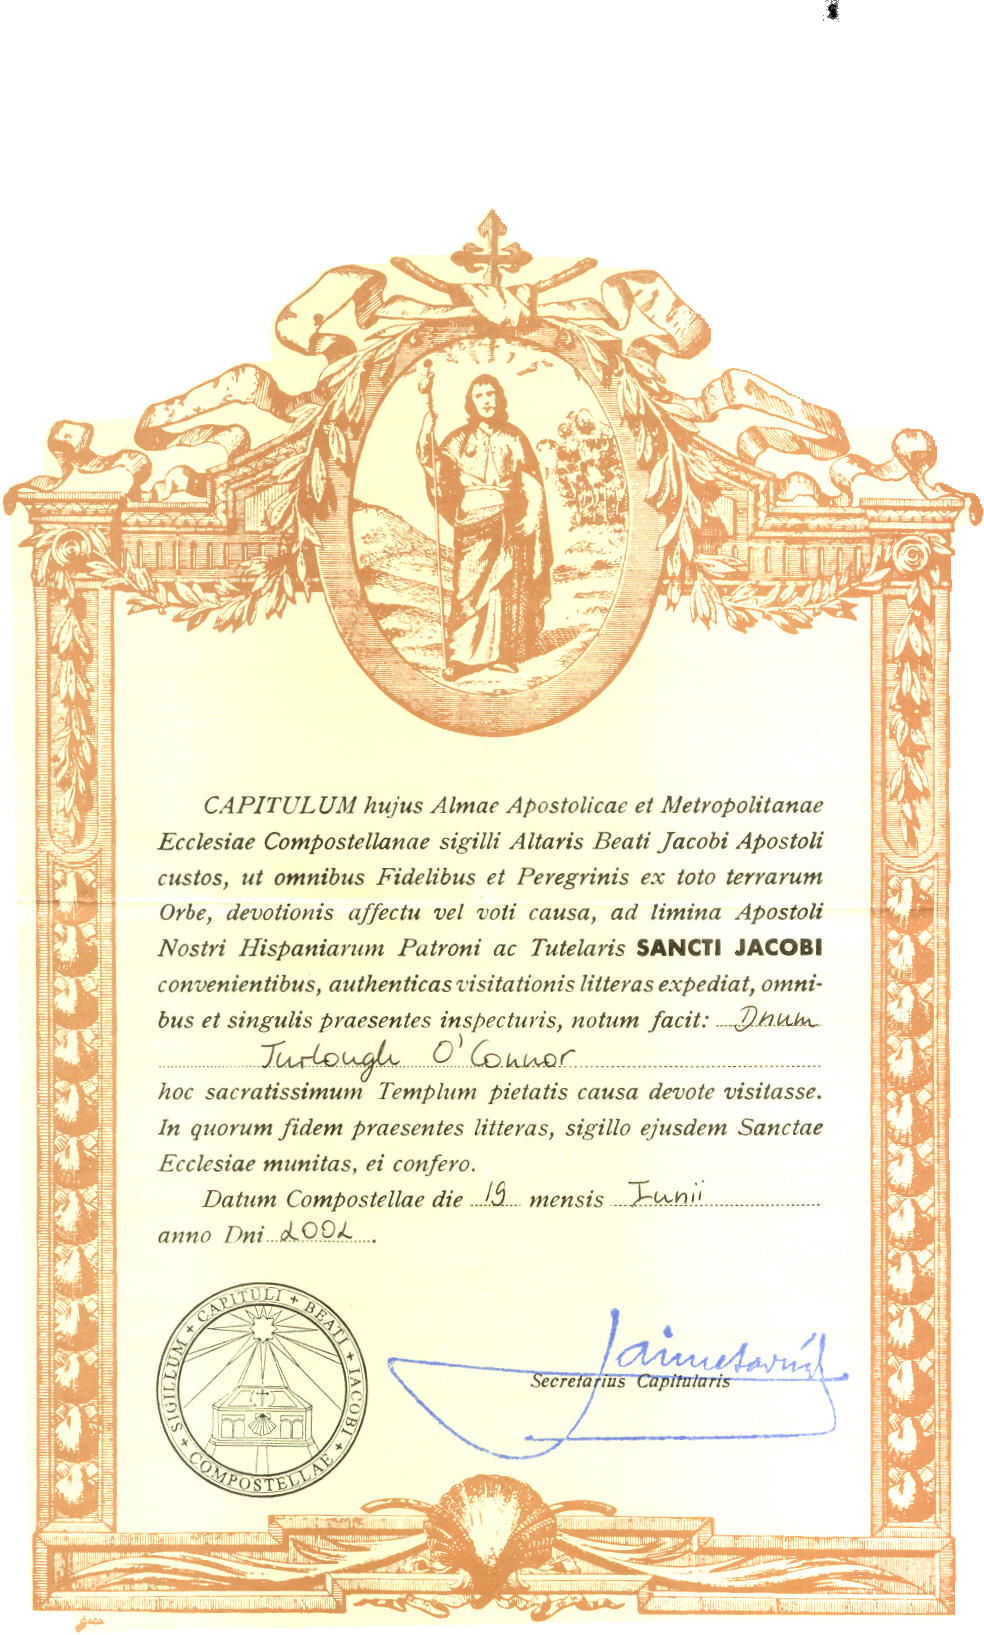 CAPITULUM hujus Almae Apostolicae et Metropolitanae
Ecclesiae Compostellanae sigilli Altaris Beati Jacobi Apostoli
custos, ut omnibus Fidelibus et Peregrinis ex toto terrarum
Orbe, devotionis affectu vel voti causa, ad limina Apostoli
Nostri Hispaniarum Patroni ac Tutelaris SANCTI JACOBI
convenientibus, authenticas visitationis litteras expediat, omni-
bus et singulis praesentes inspecturis, notum facit: Dnum
Turlough O'Connor
hoc sacratissimum Templum pietatis causa devote visitasse.
In quorum fidem praesentes litteras, sigillo ejusdem Sanctae
Ecclesiae munitas, ei confero.
Datum Compostellae die 19 mensis Iunii
anno Dni 2002.
SIGILLUM + CAPITULI + BEATI + JACOBI + COMPOSTELLAE +
Secretarius Capitularis